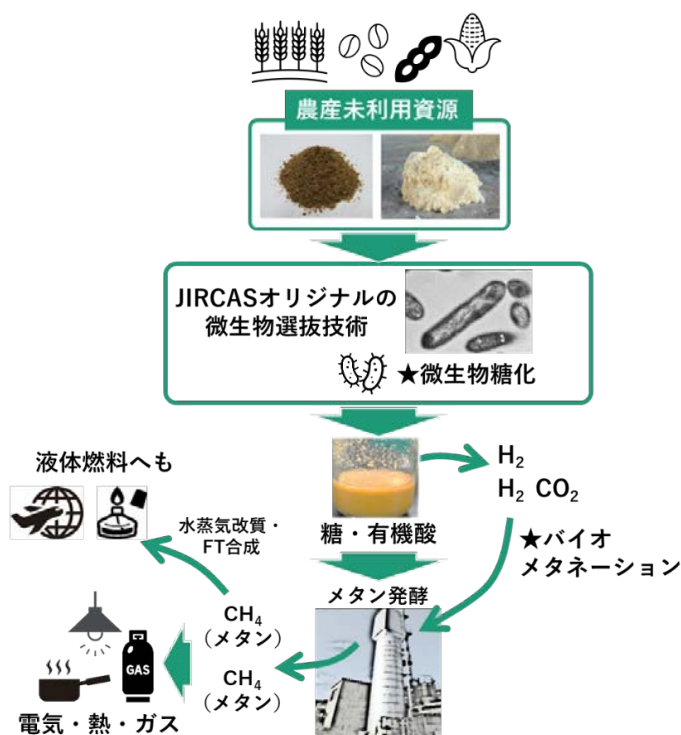 農産未利用資源
JIRCASオリジナルの
微生物選抜技術
★微生物糖化
H₂
H₂ CO₂
糖・有機酸
★バイオ
メタネーション
液体燃料へも
水蒸気改質・
FT合成
メタン発酵
CH₄
(メタン)
CH₄
(メタン)
GAS
電気・熱・ガス